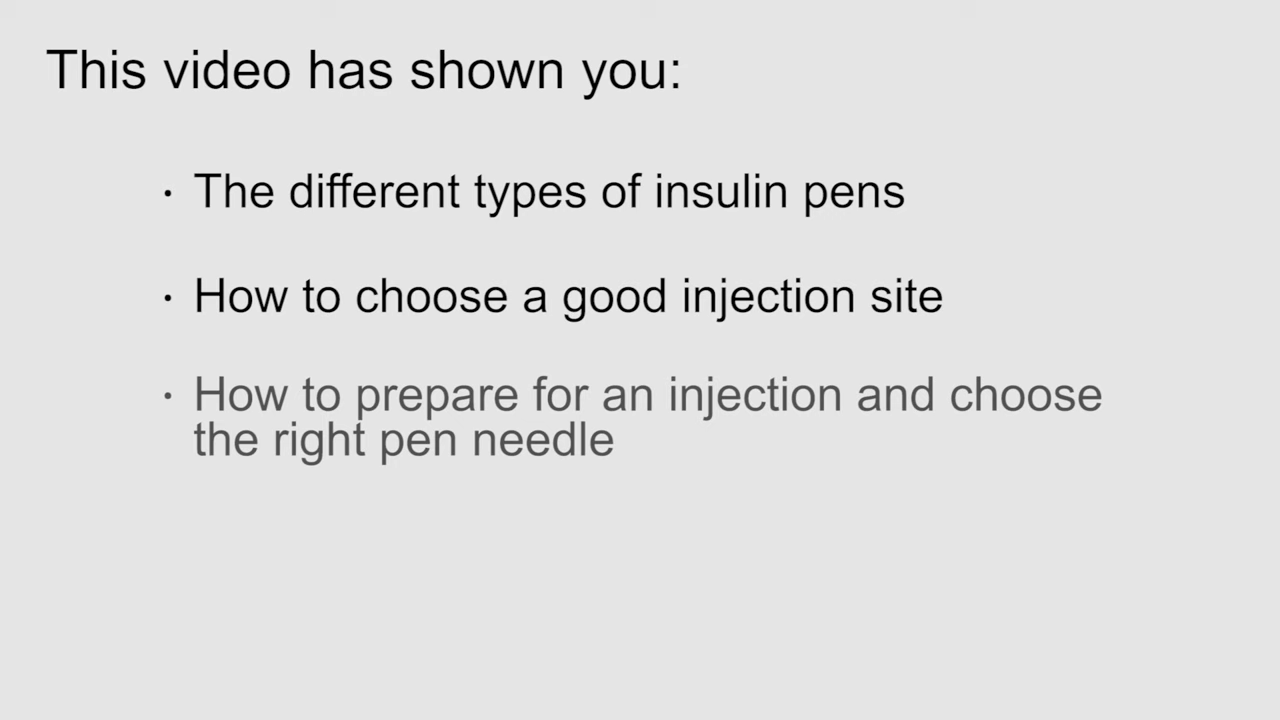 This video has shown you:
· The different types of insulin pens
· How to choose a good injection site
· How to prepare for an injection and choose
the right pen needle